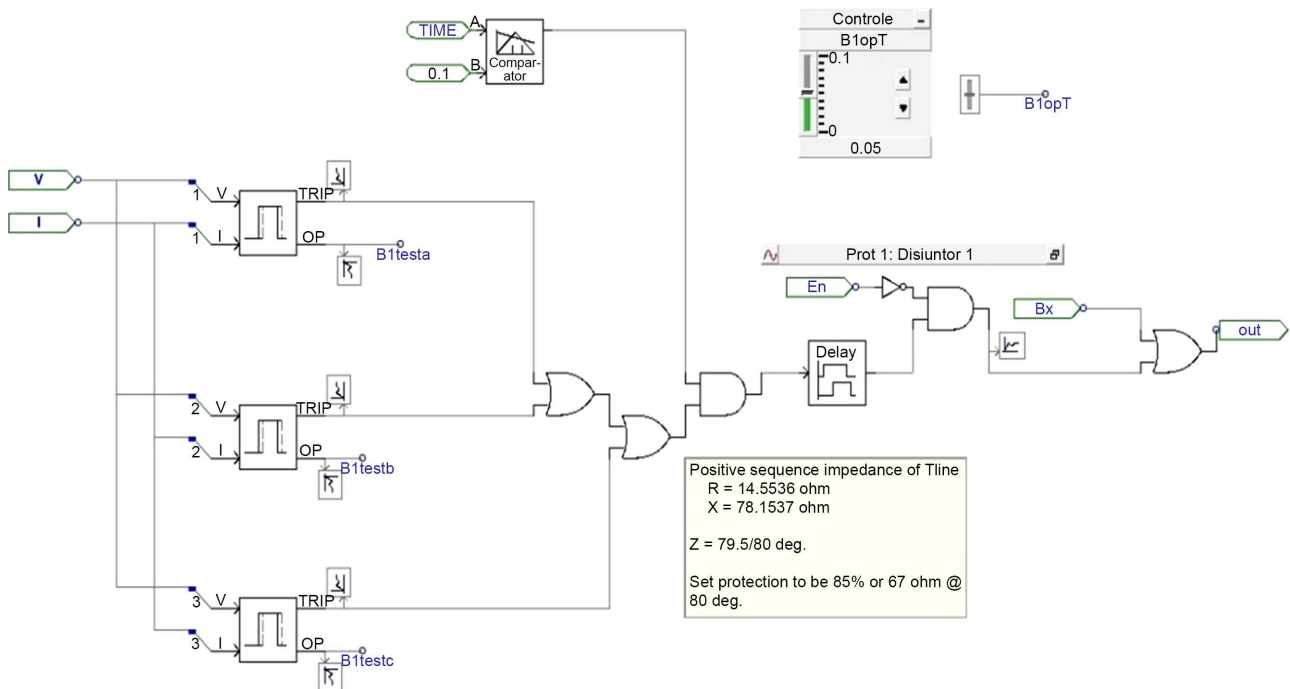 TIME
A
0.1
B
Compar-
ator
Controle
B1opT
0.1
0
0.05
B1opT
V
I
1
V
TRIP
1
I
OP
B1testa
Prot 1: Disiuntor 1
En
Bx
out
Delay
2
V
TRIP
2
I
OP
B1testb
Positive sequence impedance of Tline
R = 14.5536 ohm
X = 78.1537 ohm
Z = 79.5/80 deg.
Set protection to be 85% or 67 ohm @
80 deg.
3
V
TRIP
3
I
OP
B1testc